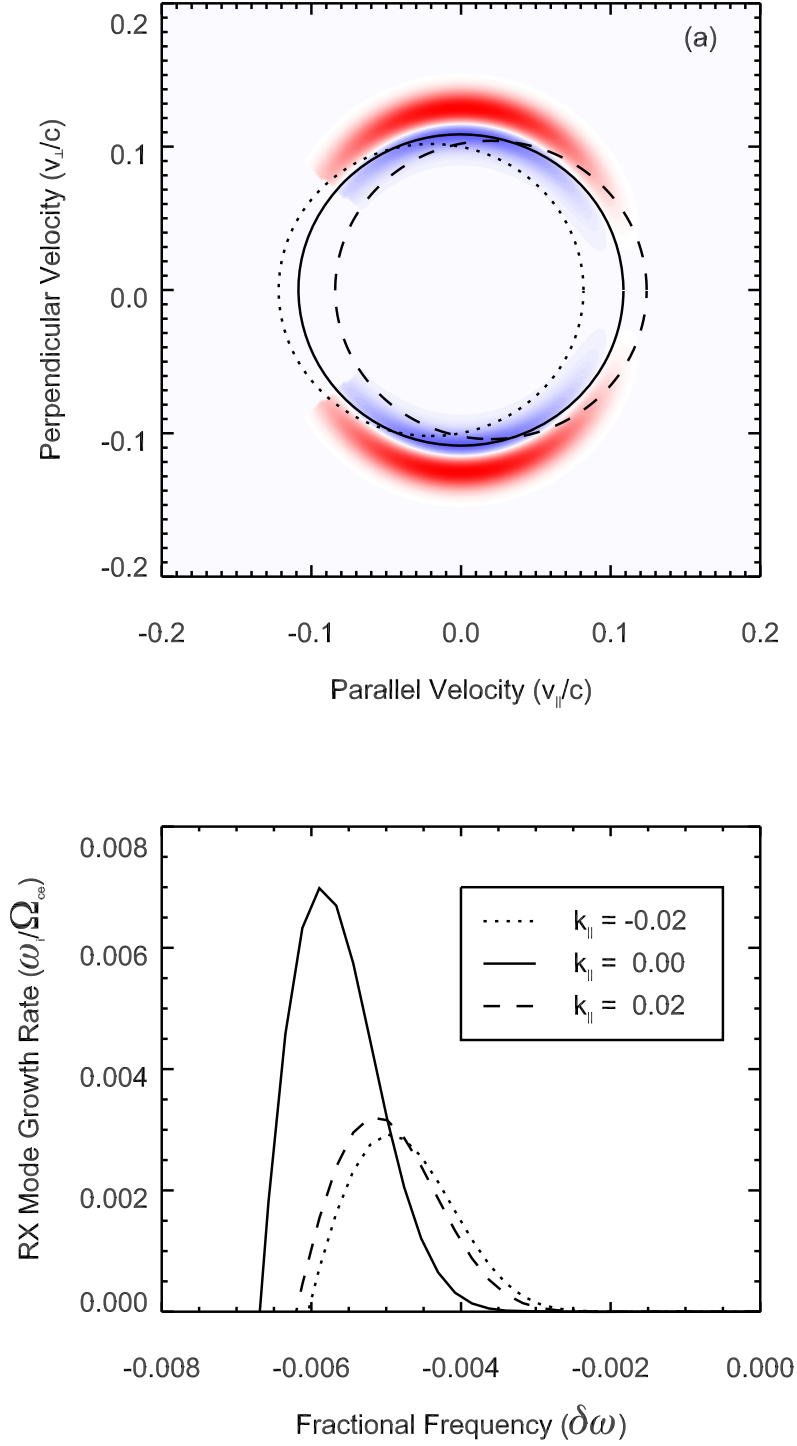 (a)
0.2
0.1
0.0
-0.1
-0.2
Perpendicular Velocity (v⊥/c)
-0.2 -0.1 0.0 0.1 0.2
Parallel Velocity (v||/c)
0.008
0.006
0.004
0.002
0.000
RX Mode Growth Rate (ωi/Ωce)
k|| = -0.02
k|| = 0.00
k|| = 0.02
-0.008 -0.006 -0.004 -0.002 0.000
Fractional Frequency (δω)